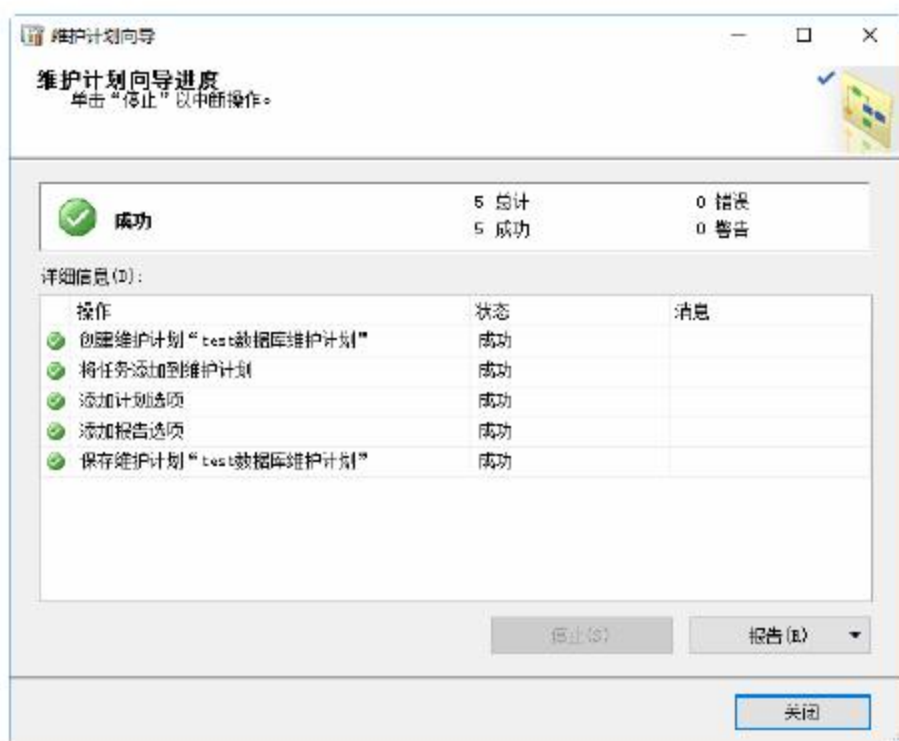 维护计划向导
维护计划向导进度
单击“停止”以中断操作。
成功
5 总计 0 错误
5 成功 0 警告
详细信息(D):
操作 状态 消息
创建维护计划“test数据库维护计划” 成功
将任务添加到维护计划 成功
添加计划选项 成功
添加报告选项 成功
保存维护计划“test数据库维护计划” 成功
停止(S) 报告(R)
关闭